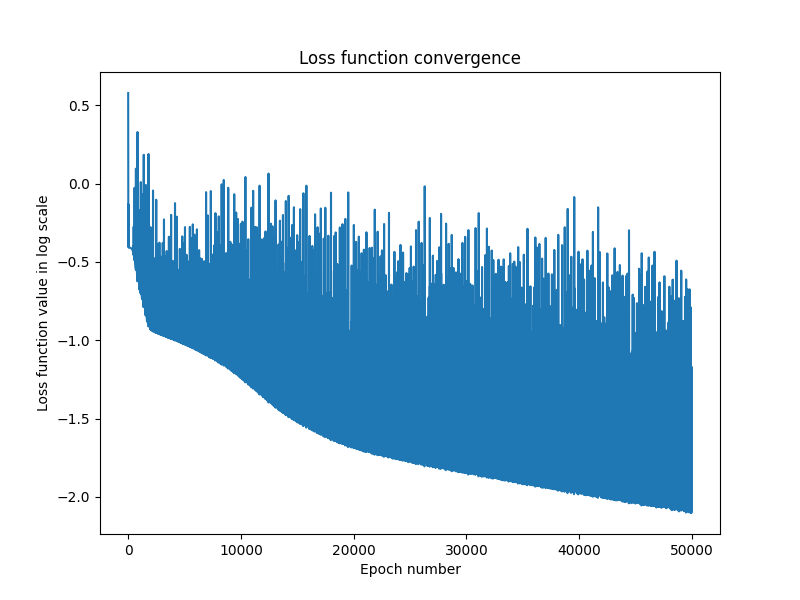 Loss function convergence
Loss function value in log scale
0.5
0.0
−0.5
−1.0
−1.5
−2.0
0 10000 20000 30000 40000 50000
Epoch number